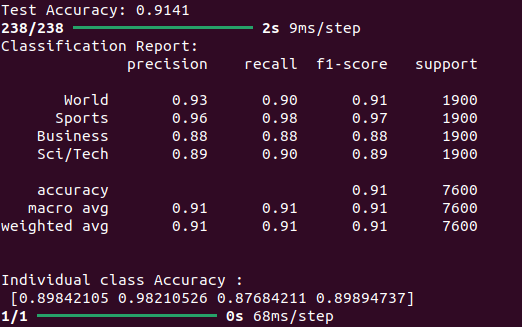 Test Accuracy: 0.9141
238/238 ━━━━━━━━━━━━━━━━━━━━ 2s 9ms/step
Classification Report:
              precision    recall  f1-score   support

       World       0.93      0.90      0.91      1900
      Sports       0.96      0.98      0.97      1900
    Business       0.88      0.88      0.88      1900
    Sci/Tech       0.89      0.90      0.89      1900

    accuracy                           0.91      7600
   macro avg       0.91      0.91      0.91      7600
weighted avg       0.91      0.91      0.91      7600

Individual class Accuracy :
 [0.89842105 0.98210526 0.87684211 0.89894737]
1/1 ━━━━━━━━━━━━━━━━━━━━ 0s 68ms/step